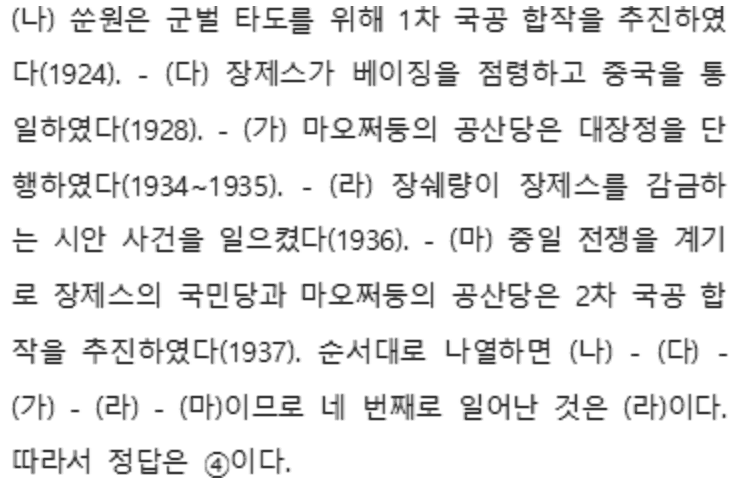 (나) 쑨원은 군벌 타도를 위해 1차 국공 합작을 추진하였
다(1924). - (다) 장제스가 베이징을 점령하고 중국을 통
일하였다(1928). - (가) 마오쩌둥의 공산당은 대장정을 단
행하였다(1934~1935). - (라) 장쉐량이 장제스를 감금하
는 시안 사건을 일으켰다(1936). - (마) 중일 전쟁을 계기
로 장제스의 국민당과 마오쩌둥의 공산당은 2차 국공 합
작을 추진하였다(1937). 순서대로 나열하면 (나) - (다) -
(가) - (라) - (마)이므로 네 번째로 일어난 것은 (라)이다.
따라서 정답은 ④이다.